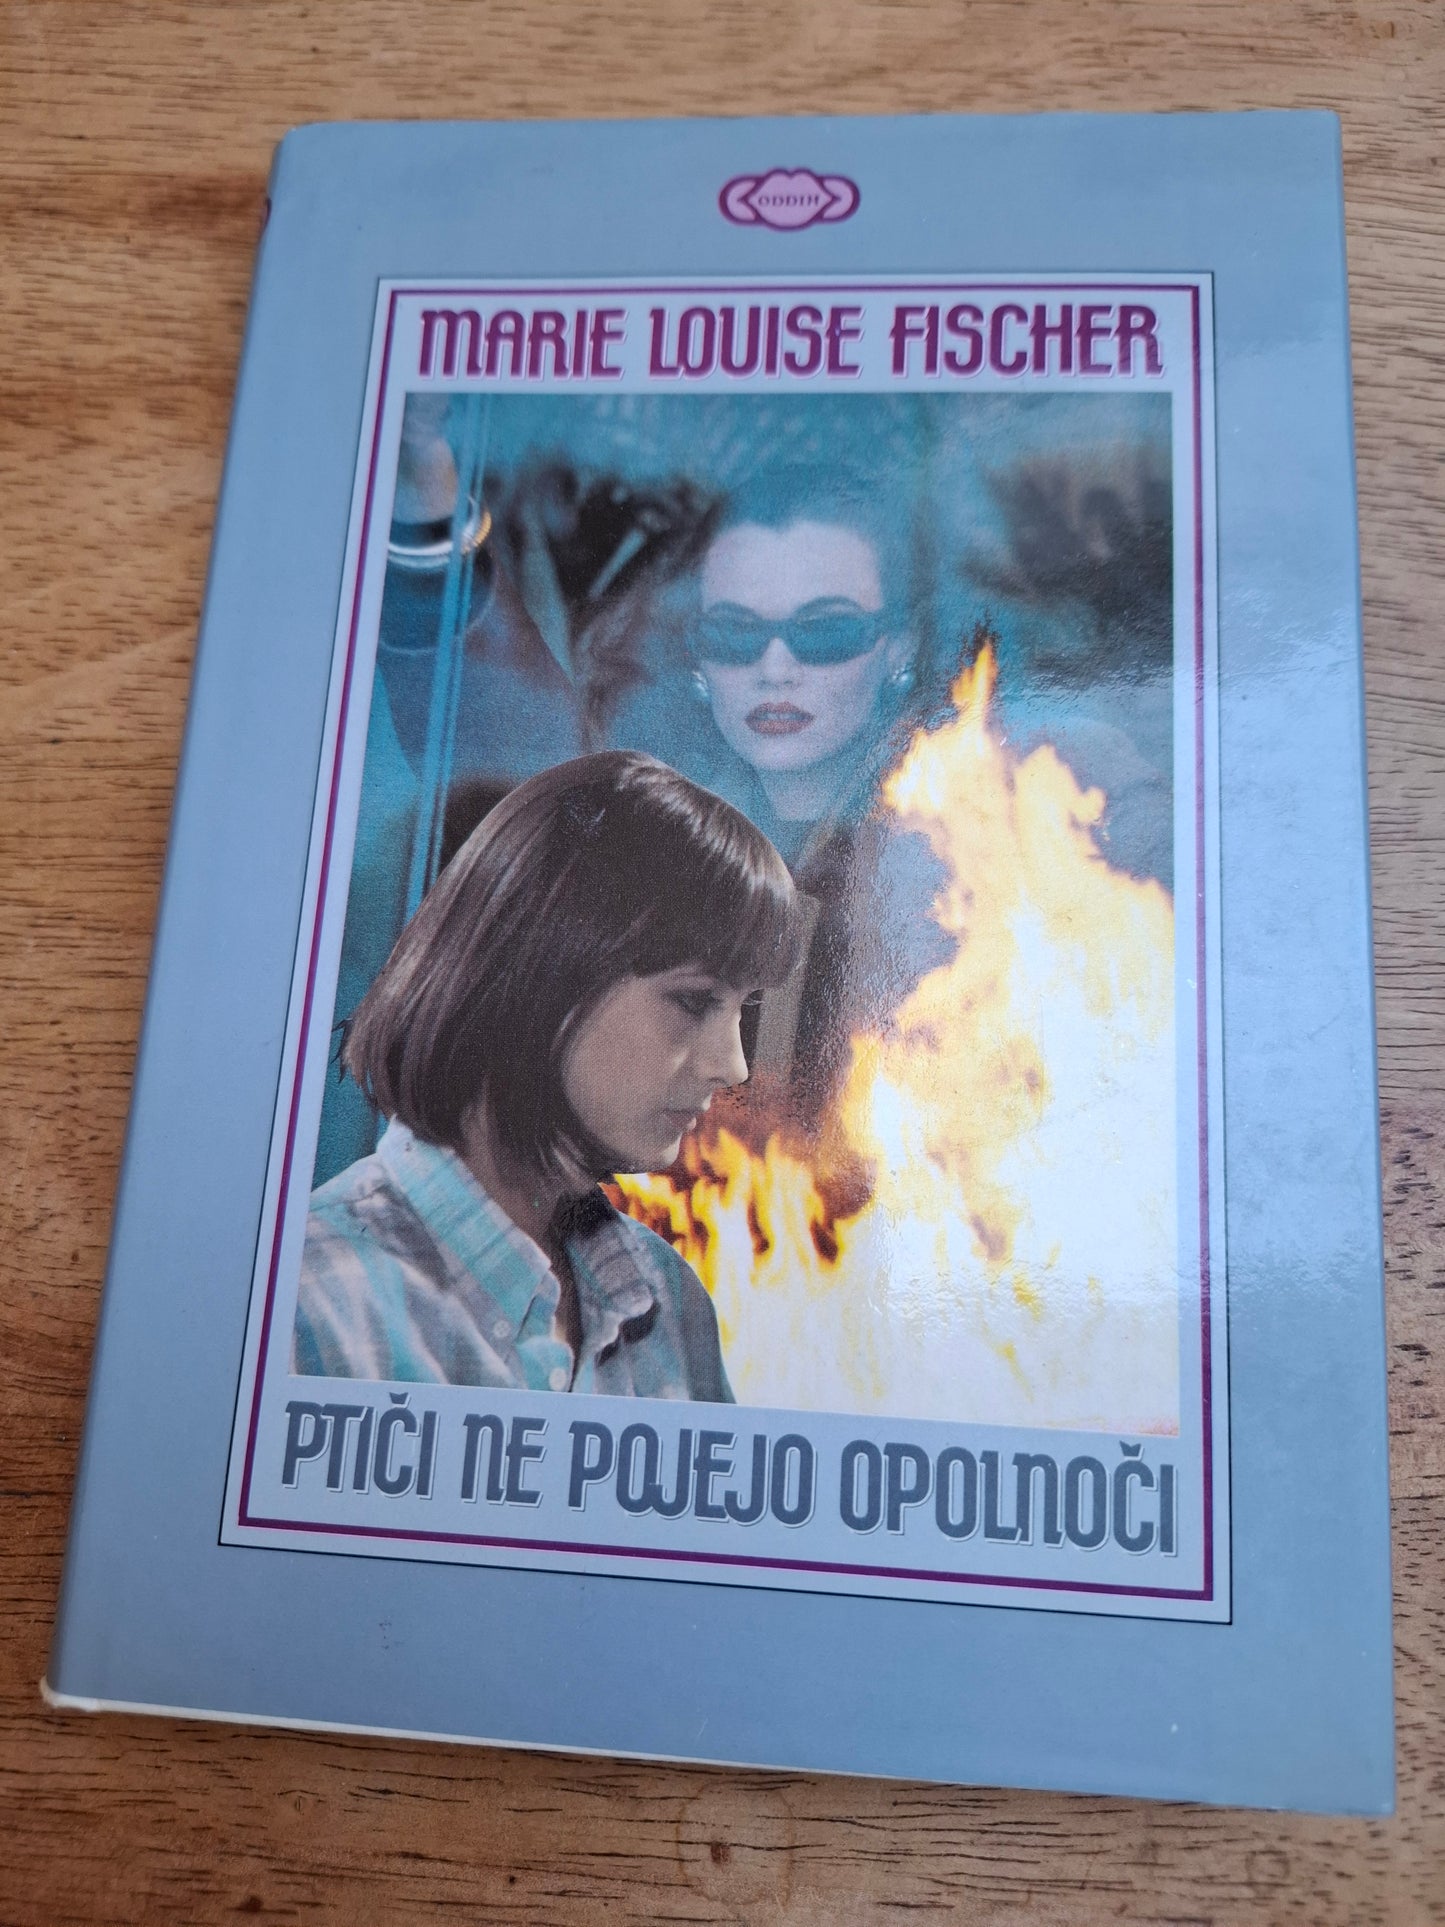 ODDIH
MARIE LOUISE FISCHER
PTIČI NE POJEJO OPOLNOČI